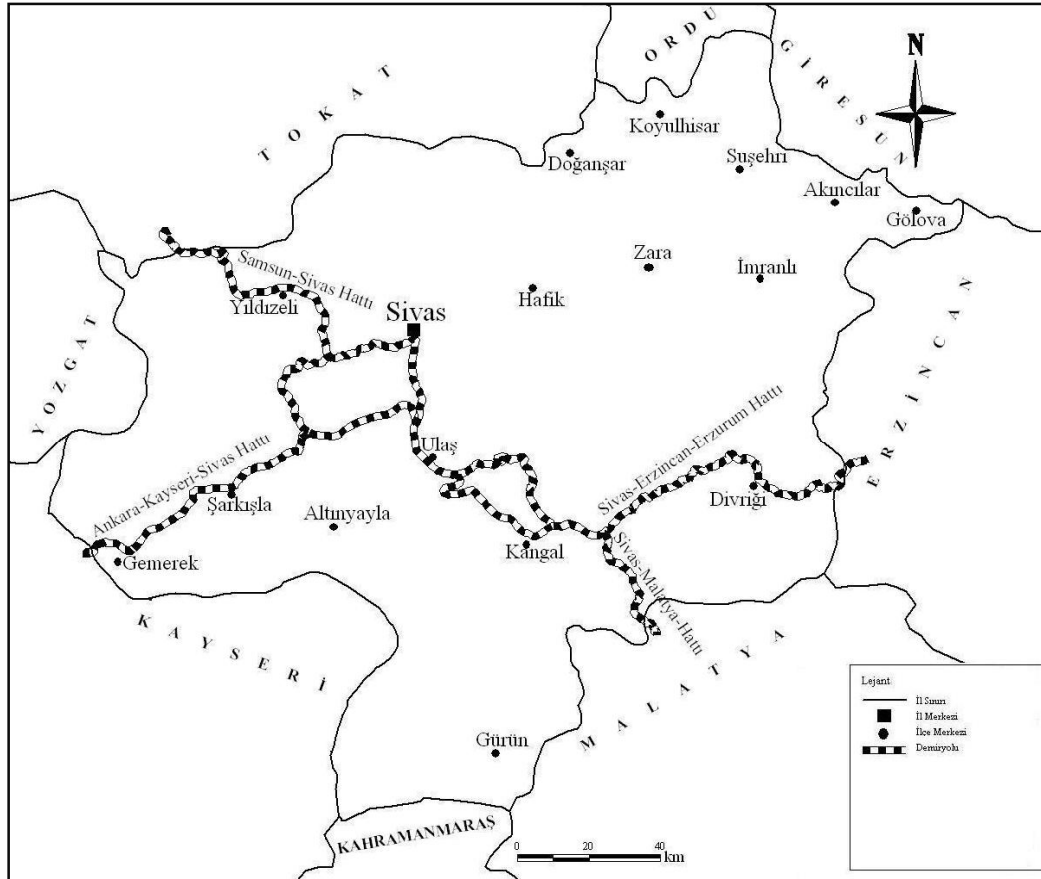 ORDU
GİRESUN
N
TOKAT
Koyulhisar
Doğanşar
Suşehri
Akıncılar
Gölova
Zara
İmranlı
Samsun-Sivas Hattı
Hafik
Yıldızeli
Sivas
YOZGAT
ERZİNCAN
Ulaş
Ankara-Kayseri-Sivas Hattı
Sivas-Erzincan-Erzurum Hattı
Divriği
Şarkışla
Altınyayla
Kangal
Gemerek
Sivas-Malatya-Hattı
KAYSERİ
MALATYA
Gürün
KAHRAMANMARAŞ
Lejant
İl Sınırı
İl Merkezi
İlçe Merkezi
Demiryolu
0 20 40
km